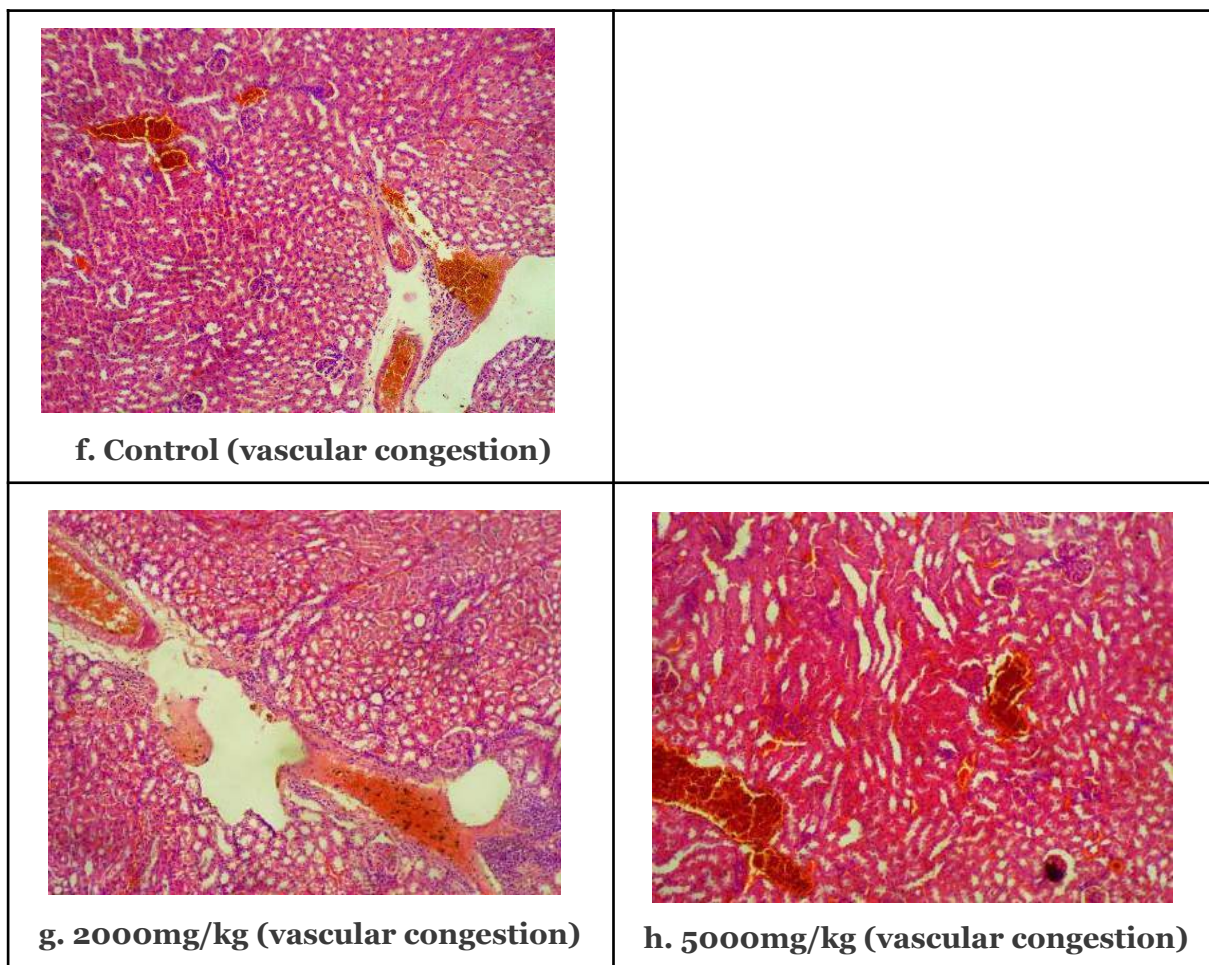 f. Control (vascular congestion)
g. 2000mg/kg (vascular congestion)
h. 5000mg/kg (vascular congestion)